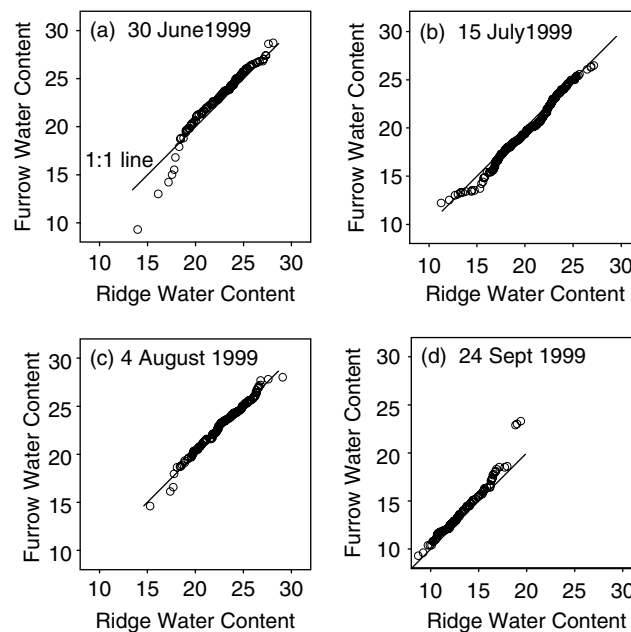 (a) 30 June1999
30
25
20
15
10
Furrow Water Content
1:1 line
10 15 20 25 30
Ridge Water Content
(b) 15 July1999
30
25
20
15
10
Furrow Water Content
10 15 20 25 30
Ridge Water Content
(c) 4 August 1999
30
25
20
15
10
Furrow Water Content
10 15 20 25 30
Ridge Water Content
(d) 24 Sept 1999
30
25
20
15
10
Furrow Water Content
10 15 20 25 30
Ridge Water Content